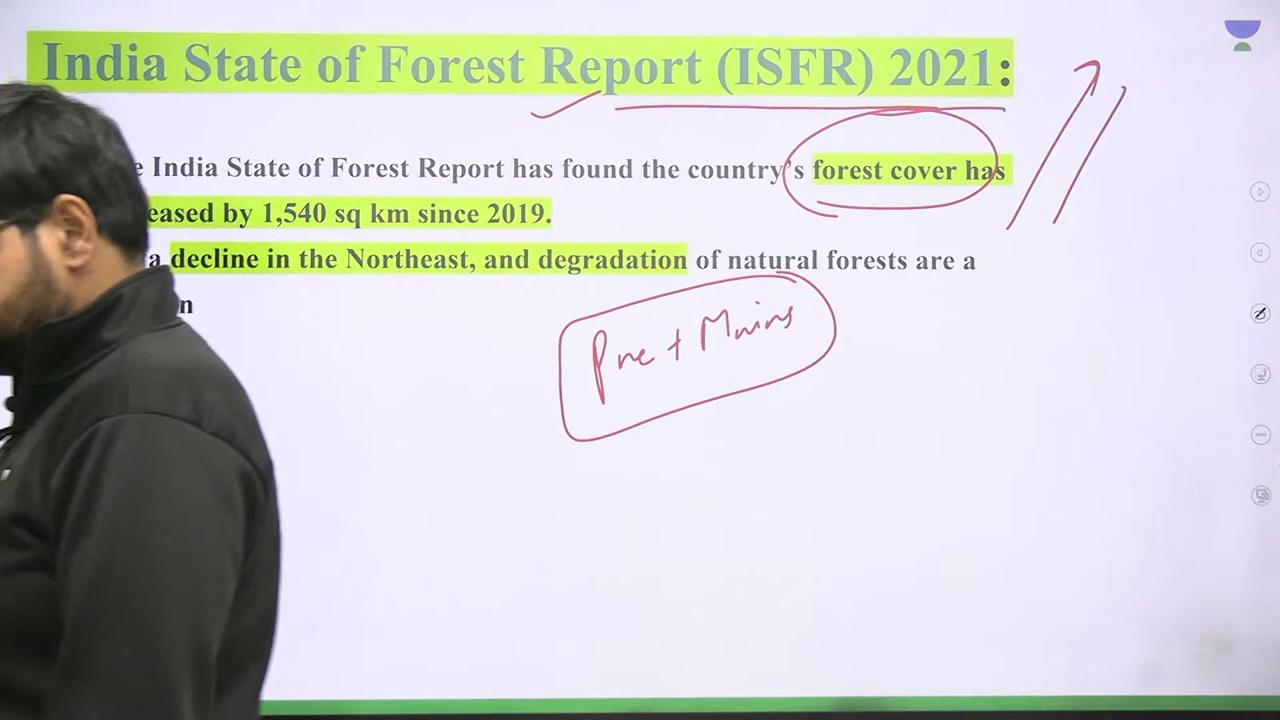 India State of Forest Report (ISFR) 2021:
e India State of Forest Report has found the country's forest cover has
eased by 1,540 sq km since 2019.
a decline in the Northeast, and degradation of natural forests are a
n
Pre + Mains